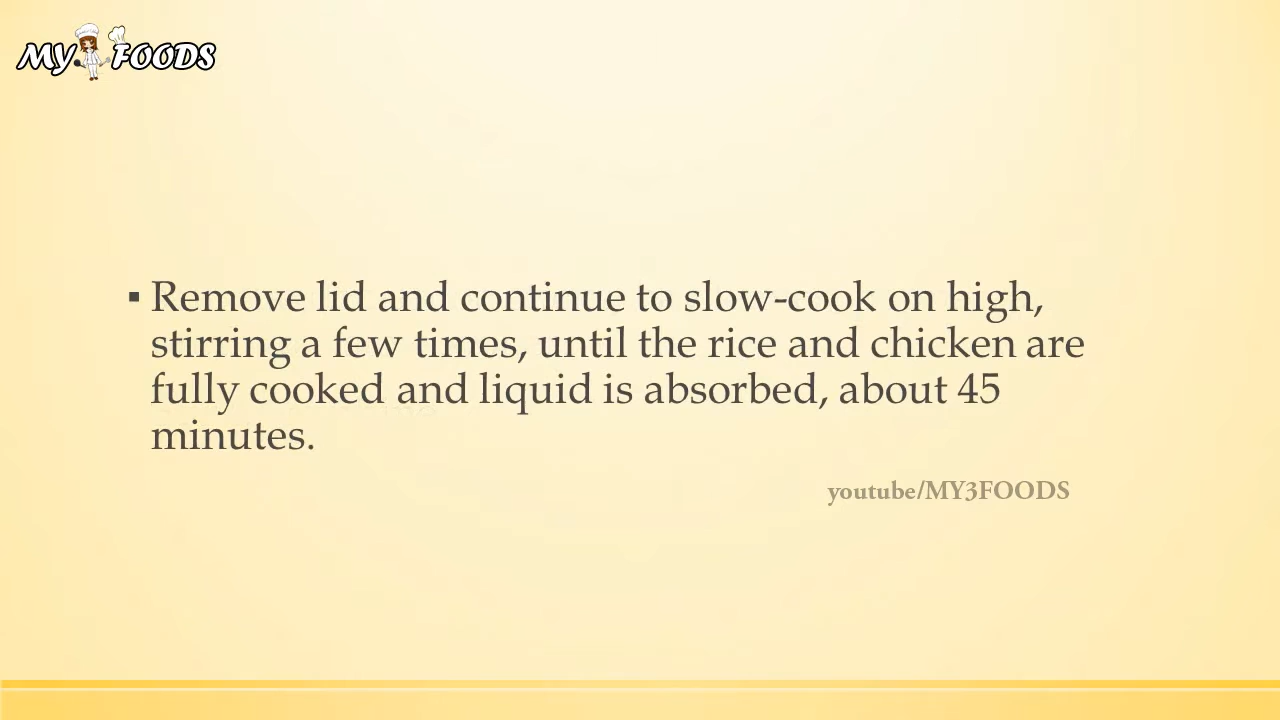 MY FOODS
▪ Remove lid and continue to slow-cook on high,
stirring a few times, until the rice and chicken are
fully cooked and liquid is absorbed, about 45
minutes.
youtube/MY3FOODS